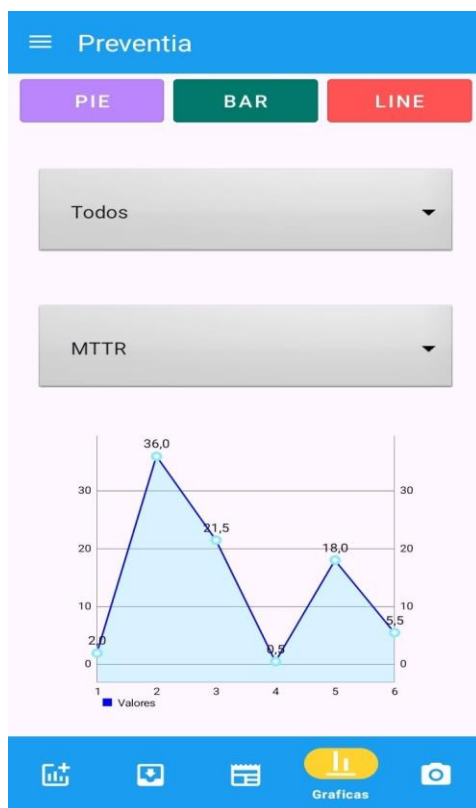 Preventia
PIE BAR LINE
Todos
MTTR
36,0
30 30
21,5
20 18,0 20
10 10
5,5
2,0 0,5
0 0
1 2 3 4 5 6
Valores
Graficas